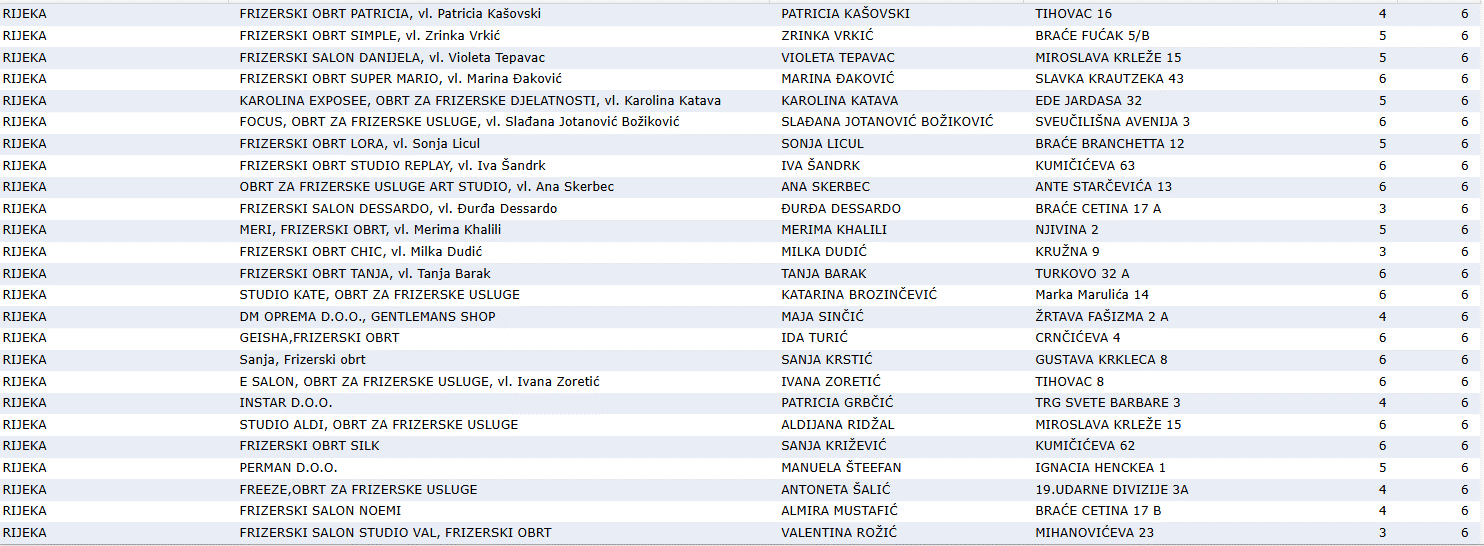 RIJEKA FRIZERSKI OBRT PATRICIA, vl. Patricia Kašovski PATRICIA KAŠOVSKI TIHOVAC 16 4 6
RIJEKA FRIZERSKI OBRT SIMPLE, vl. Zrinka Vrkić ZRINKA VRKIĆ BRAĆE FUĆAK 5/B 5 6
RIJEKA FRIZERSKI SALON DANIJELA, vl. Violeta Tepavac VIOLETA TEPAVAC MIROSLAVA KRLEŽE 15 5 6
RIJEKA FRIZERSKI OBRT SUPER MARIO, vl. Marina Đaković MARINA ĐAKOVIĆ SLAVKA KRAUTZEKA 43 6 6
RIJEKA KAROLINA EXPOSEE, OBRT ZA FRIZERSKE DJELATNOSTI, vl. Karolina Katava KAROLINA KATAVA EDE JARDASA 32 5 6
RIJEKA FOCUS, OBRT ZA FRIZERSKE USLUGE, vl. Slađana Jotanović Božiković SLAĐANA JOTANOVIĆ BOŽIKOVIĆ SVEUČILIŠNA AVENIJA 3 6 6
RIJEKA FRIZERSKI OBRT LORA, vl. Sonja Licul SONJA LICUL BRAĆE BRANCHETTA 12 5 6
RIJEKA FRIZERSKI OBRT STUDIO REPLAY, vl. Iva Šandrk IVA ŠANDRK KUMIČIĆEVA 63 6 6
RIJEKA OBRT ZA FRIZERSKE USLUGE ART STUDIO, vl. Ana Skerbec ANA SKERBEC ANTE STARČEVIĆA 13 6 6
RIJEKA FRIZERSKI SALON DESSARDO, vl. Đurđa Dessardo ĐURĐA DESSARDO BRAĆE CETINA 17 A 3 6
RIJEKA MERI, FRIZERSKI OBRT, vl. Merima Khalili MERIMA KHALILI NJIVINA 2 5 6
RIJEKA FRIZERSKI OBRT CHIC, vl. Milka Dudić MILKA DUDIĆ KRUŽNA 9 3 6
RIJEKA FRIZERSKI OBRT TANJA, vl. Tanja Barak TANJA BARAK TURKOVO 32 A 6 6
RIJEKA STUDIO KATE, OBRT ZA FRIZERSKE USLUGE KATARINA BROZINČEVIĆ Marka Marulića 14 6 6
RIJEKA DM OPREMA D.O.O., GENTLEMANS SHOP MAJA SINČIĆ ŽRTAVA FAŠIZMA 2 A 4 6
RIJEKA GEISHA,FRIZERSKI OBRT IDA TURIĆ CRNČIĆEVA 4 6 6
RIJEKA Sanja, Frizerski obrt SANJA KRSTIĆ GUSTAVA KRKLECA 8 6 6
RIJEKA E SALON, OBRT ZA FRIZERSKE USLUGE, vl. Ivana Zoretić IVANA ZORETIĆ TIHOVAC 8 6 6
RIJEKA INSTAR D.O.O. PATRICIA GRBČIĆ TRG SVETE BARBARE 3 4 6
RIJEKA STUDIO ALDI, OBRT ZA FRIZERSKE USLUGE ALDIJANA RIDŽAL MIROSLAVA KRLEŽE 15 6 6
RIJEKA FRIZERSKI OBRT SILK SANJA KRIŽEVIĆ KUMIČIĆEVA 62 6 6
RIJEKA PERMAN D.O.O. MANUELA ŠTEEFAN IGNACIA HENCKEA 1 5 6
RIJEKA FREEZE,OBRT ZA FRIZERSKE USLUGE ANTONETA ŠALIĆ 19.UDARNE DIVIZIJE 3A 4 6
RIJEKA FRIZERSKI SALON NOEMI ALMIRA MUSTAFIĆ BRAĆE CETINA 17 B 4 6
RIJEKA FRIZERSKI SALON STUDIO VAL, FRIZERSKI OBRT VALENTINA ROŽIĆ MIHANOVIĆEVA 23 3 6